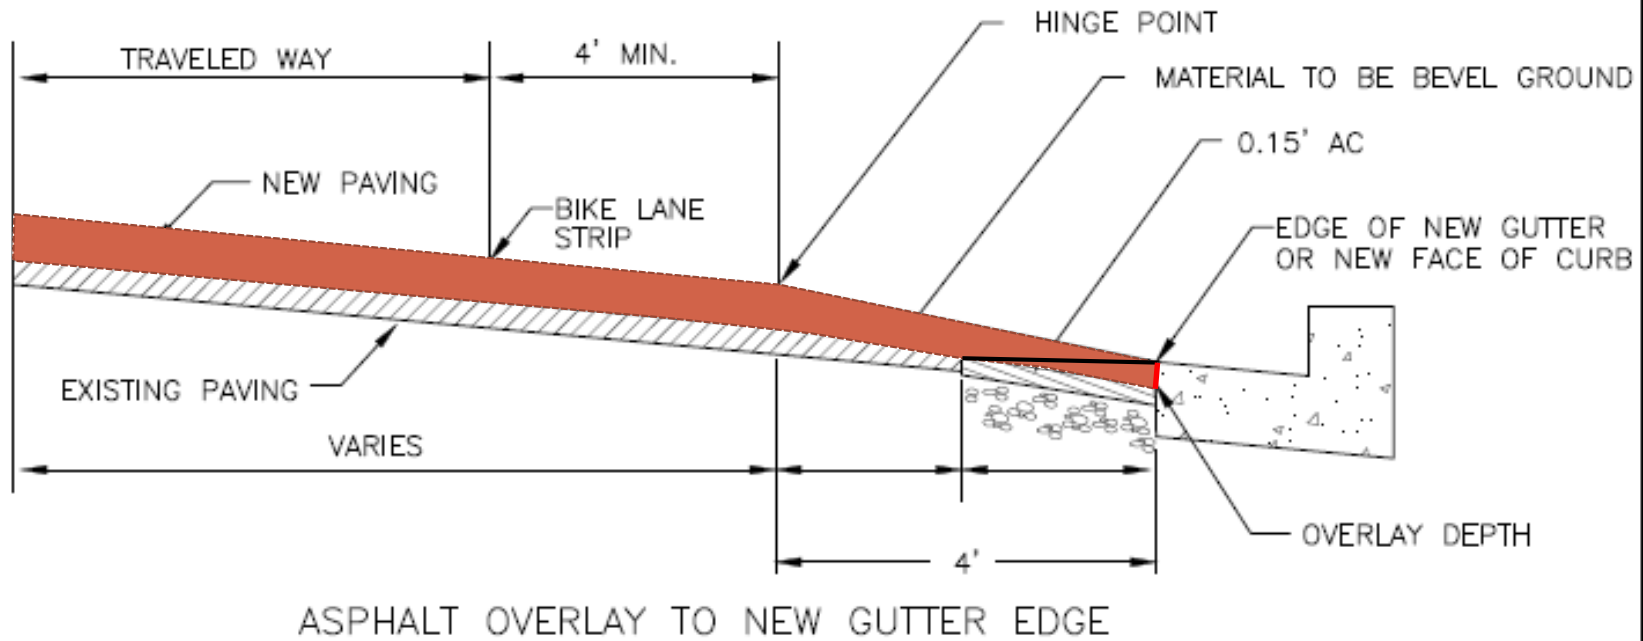 HINGE POINT
TRAVELED WAY
4' MIN.
MATERIAL TO BE BEVEL GROUND
0.15' AC
NEW PAVING
BIKE LANE
STRIP
EDGE OF NEW GUTTER
OR NEW FACE OF CURB
EXISTING PAVING
VARIES
OVERLAY DEPTH
4'
ASPHALT OVERLAY TO NEW GUTTER EDGE